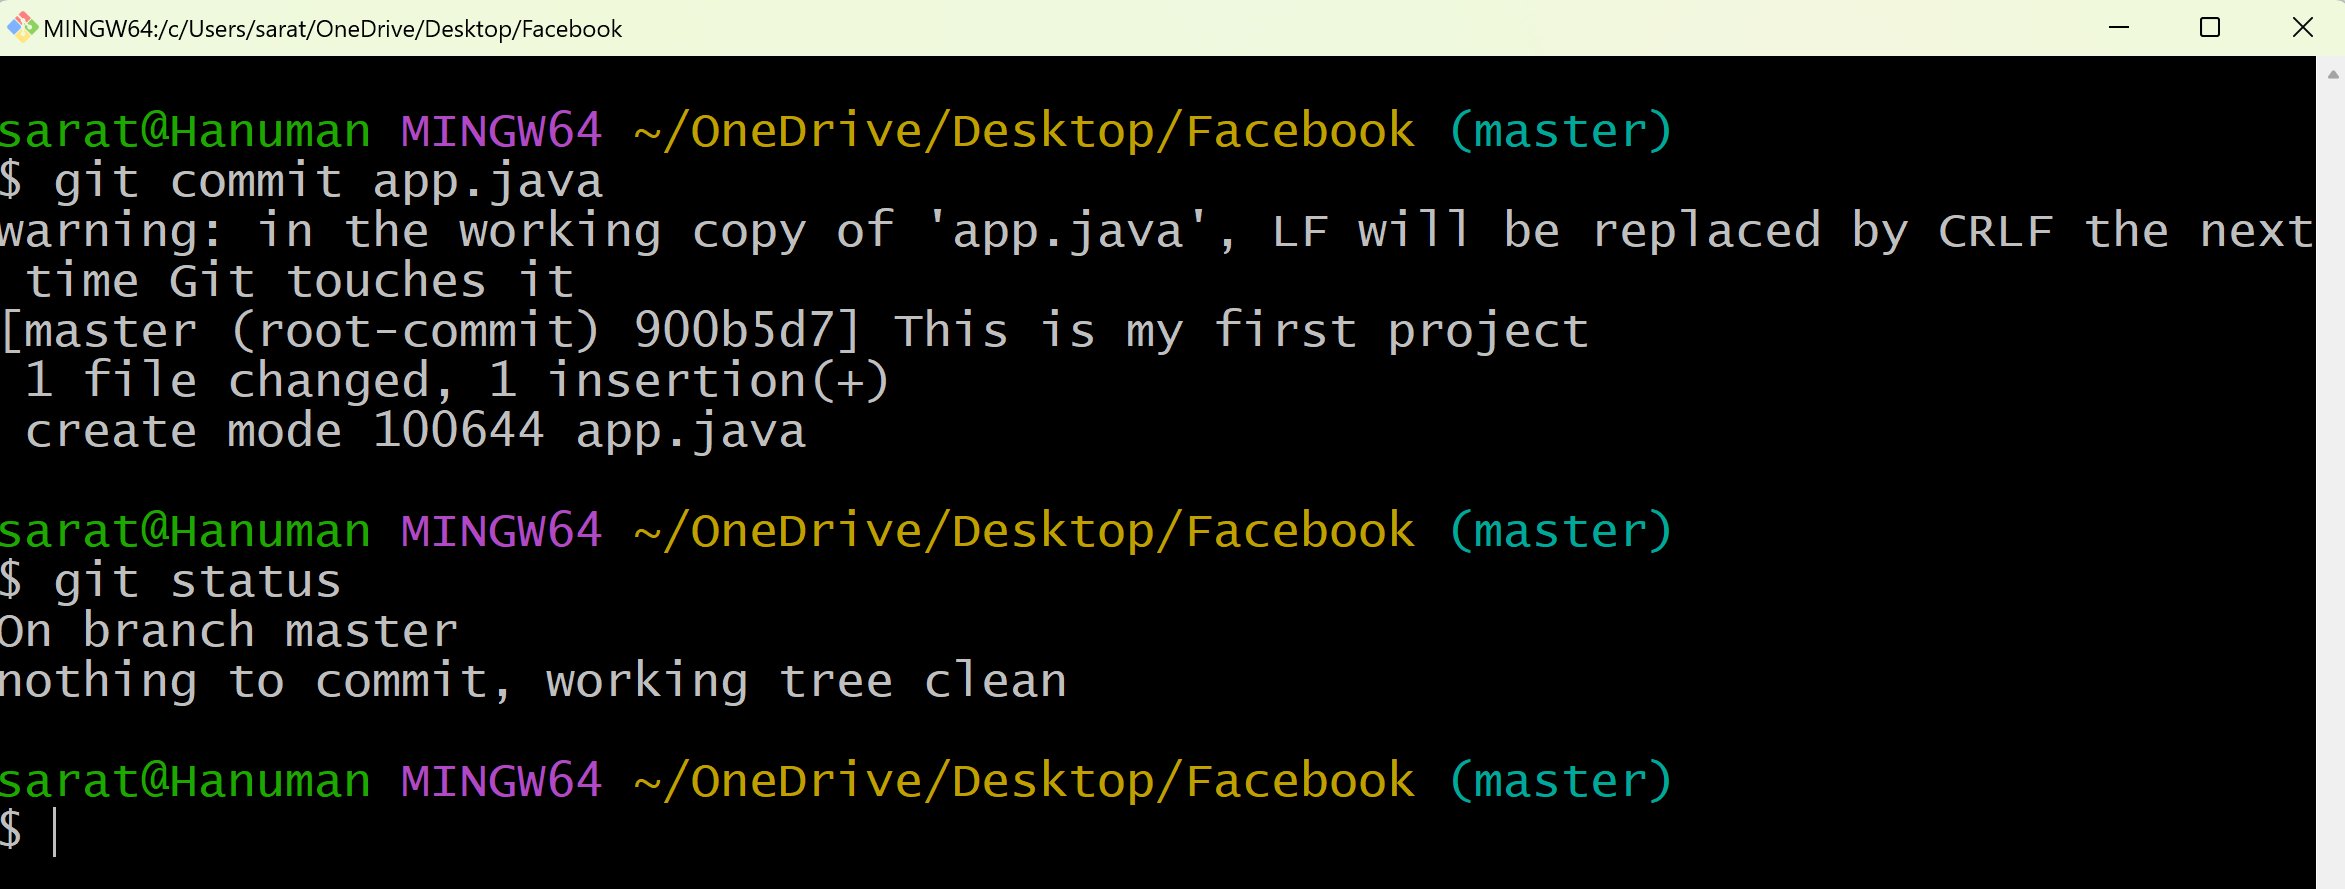 MINGW64:/c/Users/sarat/OneDrive/Desktop/Facebook
sarat@Hanuman MINGW64 ~/OneDrive/Desktop/Facebook (master)
$ git commit app.java
warning: in the working copy of 'app.java', LF will be replaced by CRLF the next
 time Git touches it
[master (root-commit) 900b5d7] This is my first project
 1 file changed, 1 insertion(+)
 create mode 100644 app.java
sarat@Hanuman MINGW64 ~/OneDrive/Desktop/Facebook (master)
$ git status
On branch master
nothing to commit, working tree clean
sarat@Hanuman MINGW64 ~/OneDrive/Desktop/Facebook (master)
$